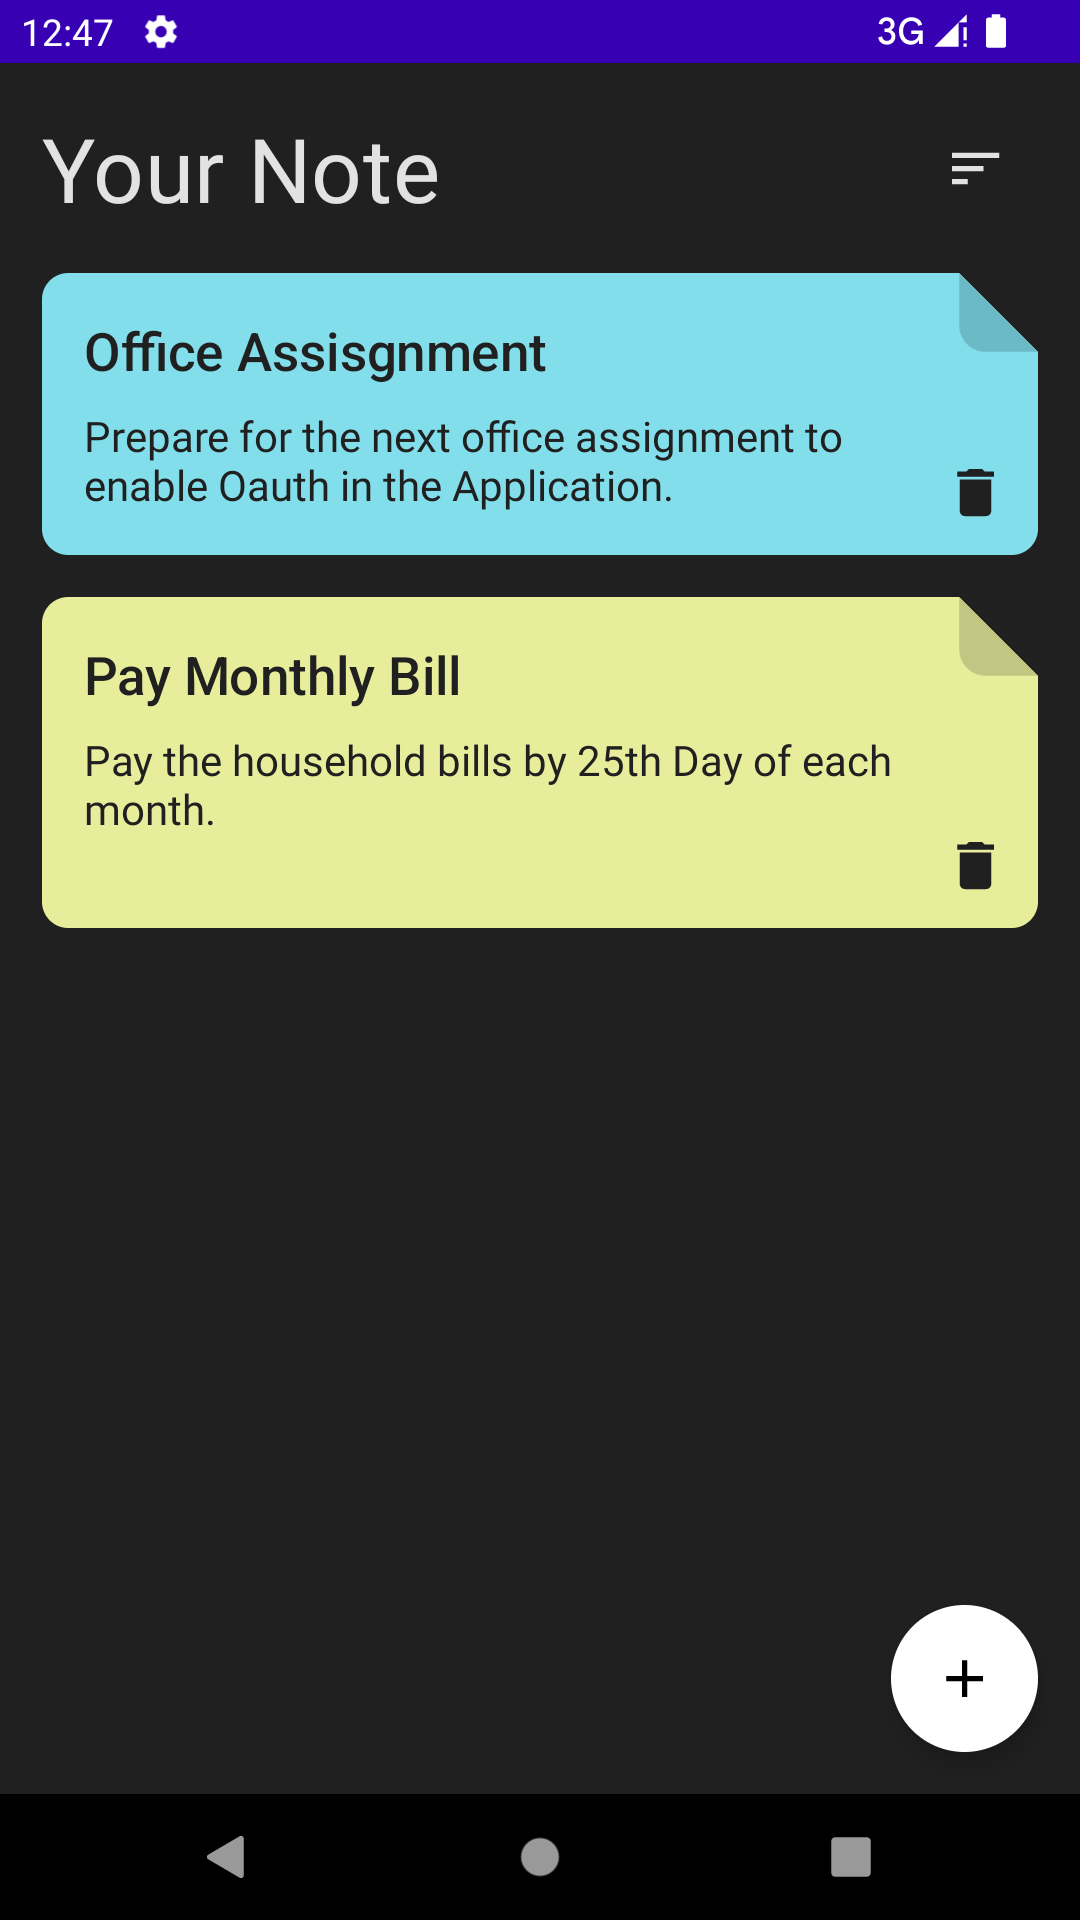 12:47
3G
Your Note
Office Assisgnment
Prepare for the next office assignment to
enable Oauth in the Application.
Pay Monthly Bill
Pay the household bills by 25th Day of each
month.